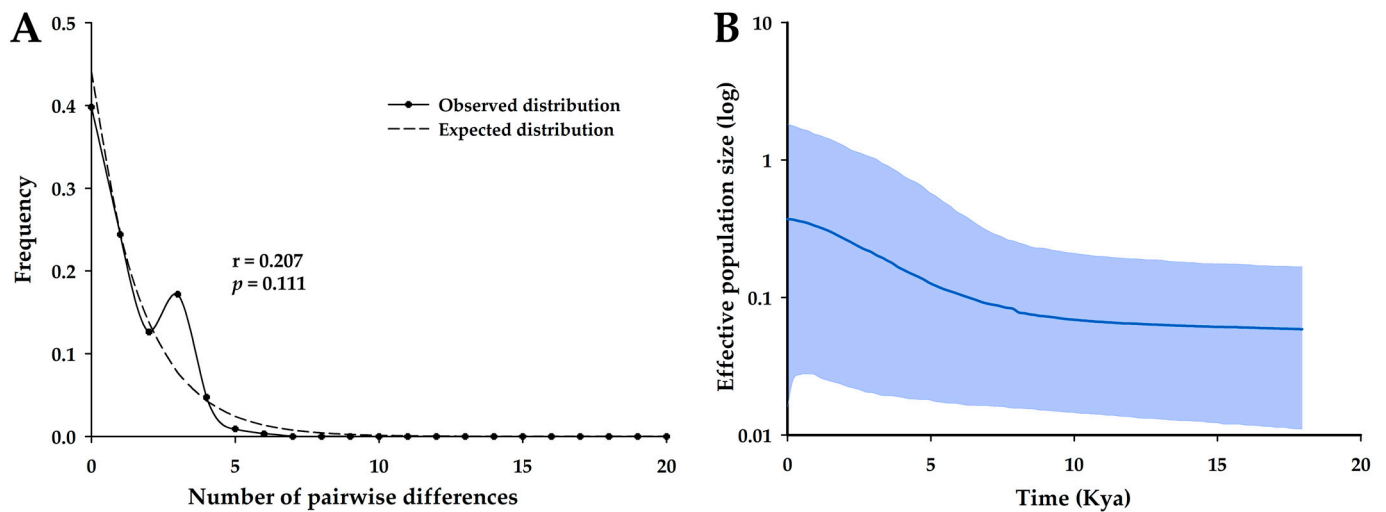 A
0.5
0.4
0.3
0.2
0.1
0.0
Frequency
Observed distribution
Expected distribution
r = 0.207
p = 0.111
0 5 10 15 20
Number of pairwise differences
B
10
1
0.1
0.01
Effective population size (log)
0 5 10 15 20
Time (Kya)